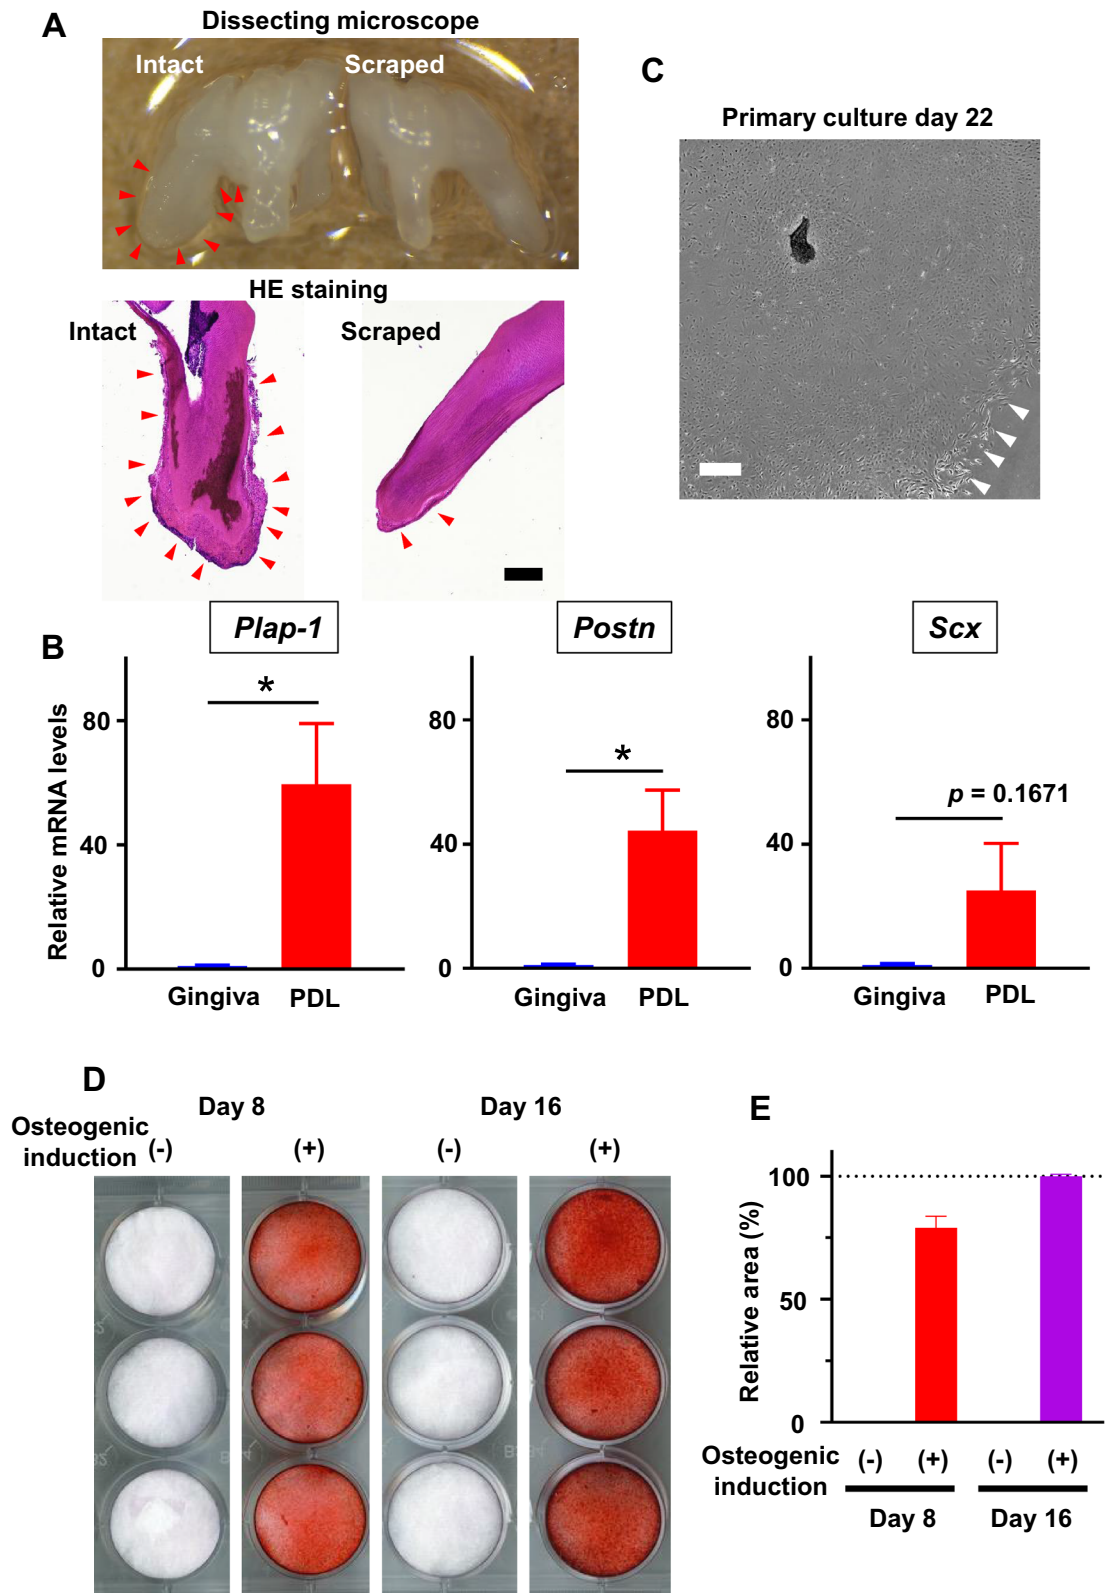 A
Dissecting microscope
Intact
Scraped
HE staining
Intact
Scraped
C
Primary culture day 22
B
Plap-1
Postn
Scx
Relative mRNA levels
80
40
0
*
Gingiva
PDL
80
40
0
*
Gingiva
PDL
80
40
0
p = 0.1671
Gingiva
PDL
D
Day 8
Day 16
Osteogenic
induction
(-)
(+)
(-)
(+)
E
Relative area (%)
100
50
0
Osteogenic
induction
(-)
(+)
(-)
(+)
Day 8
Day 16